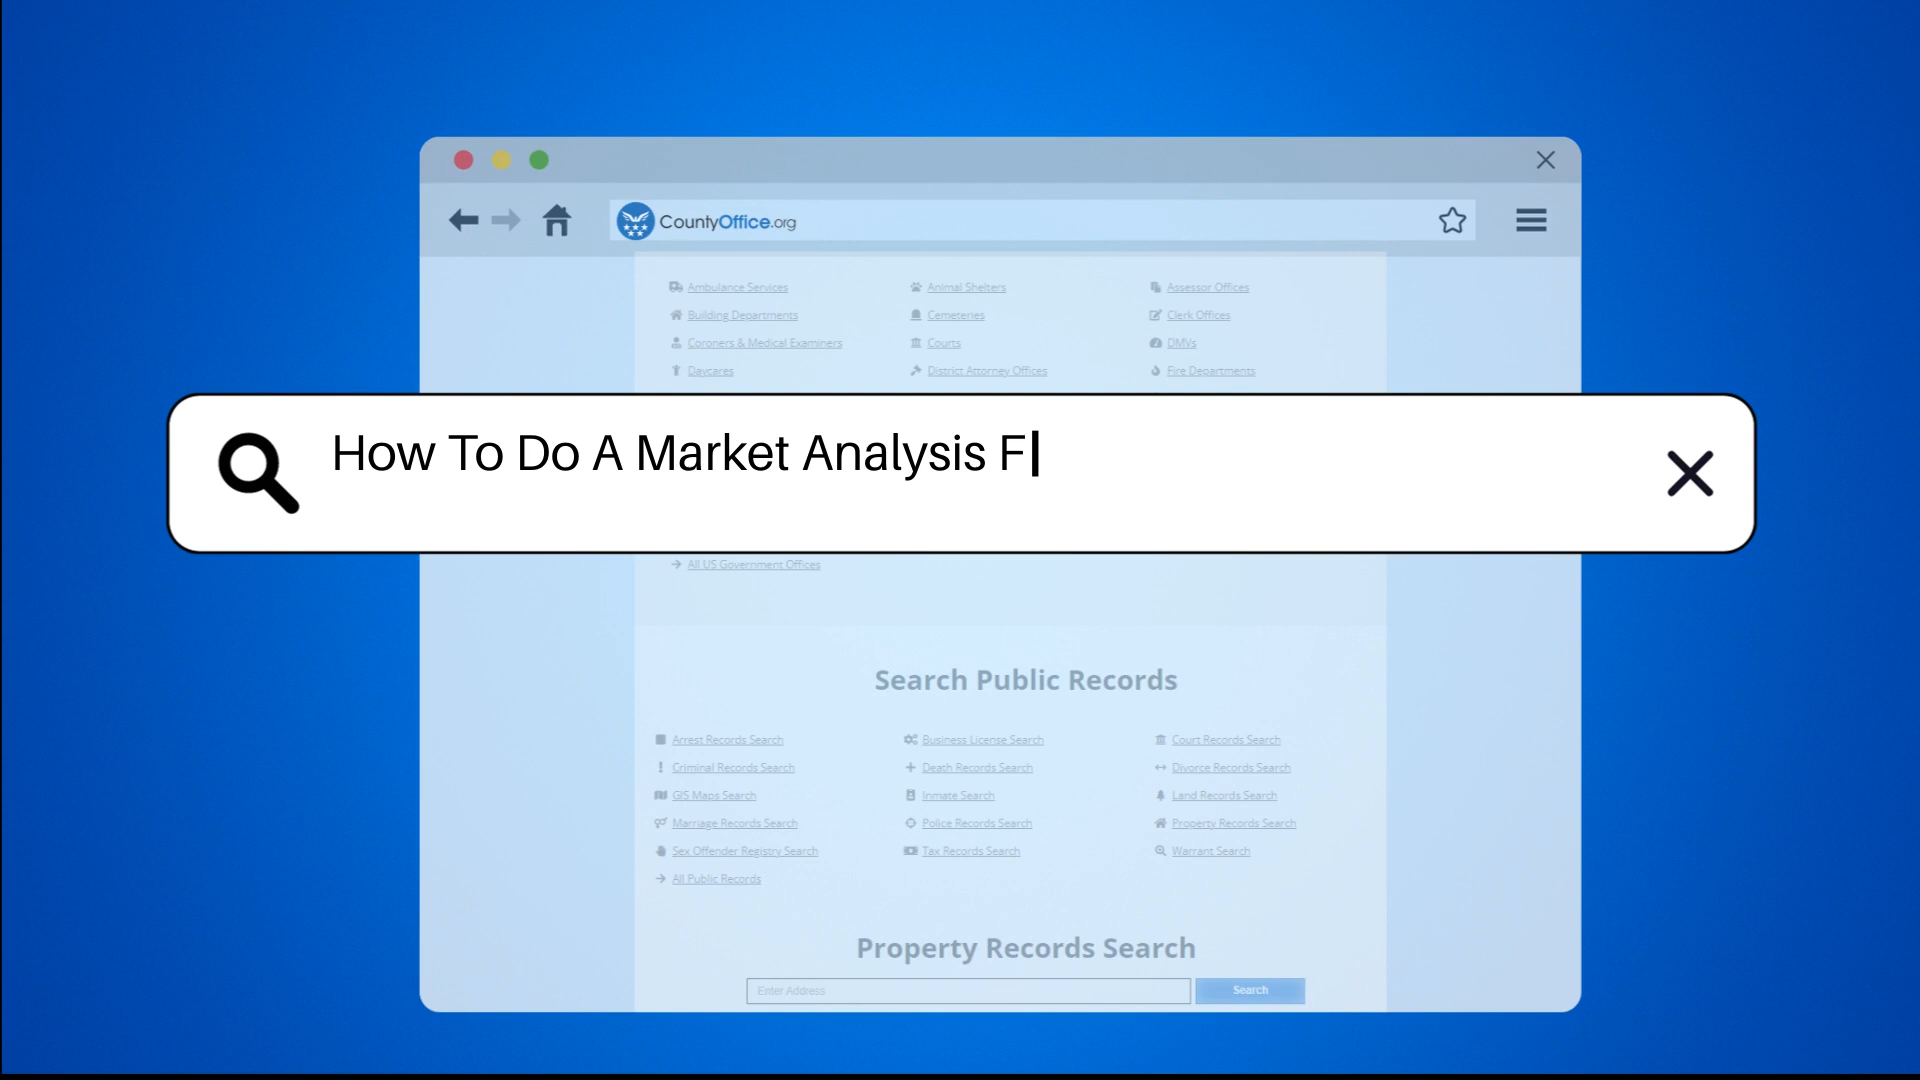 CountyOffice.org
Ambulance Services Animal Shelters Assessor Offices
Building Departments Cemeteries Clerk Offices
Coroners & Medical Examiners Courts DMVs
Daycares District Attorney Offices Fire Departments
How To Do A Market Analysis F
All US Government Offices
Search Public Records
Arrest Records Search Business License Search Court Records Search
Criminal Records Search Death Records Search Divorce Records Search
GIS Maps Search Inmate Search Land Records Search
Marriage Records Search Police Records Search Property Records Search
Sex Offender Registry Search Tax Records Search Warrant Search
All Public Records
Property Records Search
Enter Address Search